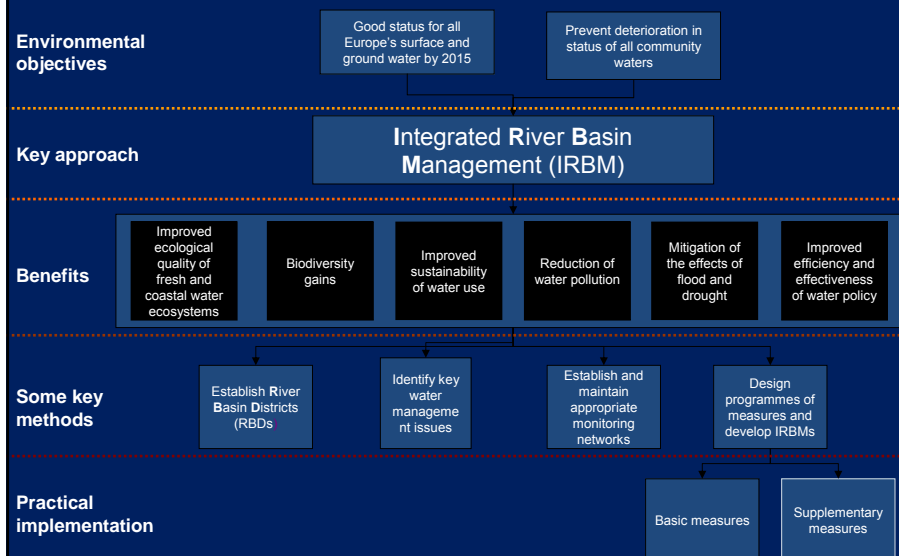 Environmental
objectives
Good status for all
Europe's surface and
ground water by 2015
Prevent deterioration in
status of all community
waters
Key approach
Integrated River Basin
Management (IRBM)
Benefits
Improved
ecological
quality of
fresh and
coastal water
ecosystems
Biodiversity
gains
Improved
sustainability
of water use
Reduction of
water pollution
Mitigation of
the effects of
flood and
drought
Improved
efficiency and
effectiveness
of water policy
Some key
methods
Establish River
Basin Districts
(RBDs)
Identify key
water
manageme
nt issues
Establish and
maintain
appropriate
monitoring
networks
Design
programmes of
measures and
develop IRBMs
Practical
implementation
Basic measures
Supplementary
measures